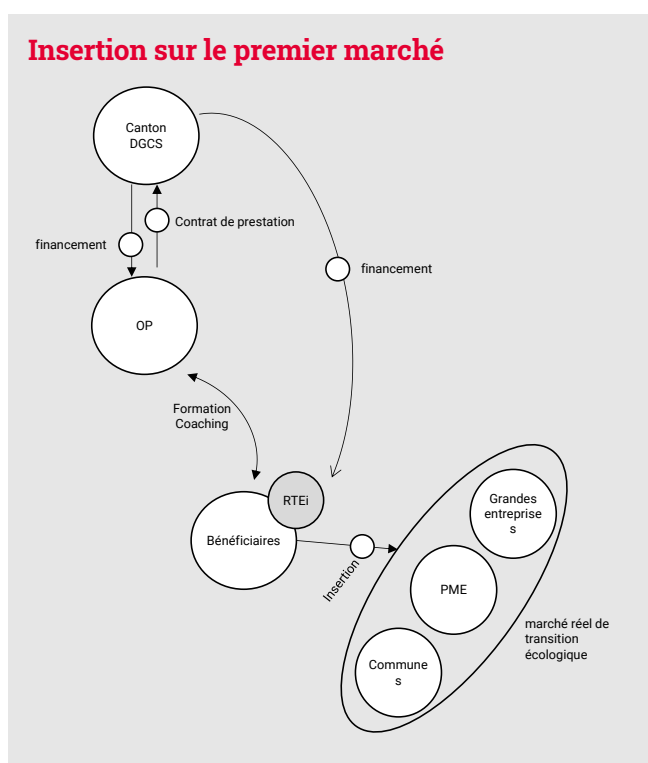 Insertion sur le premier marché
Canton
DGCS
Contrat de prestation
financement
financement
OP
Formation
Coaching
RTEi
Bénéficiaires
Insertion
Grandes
entreprise
s
PME
marché réel de
transition
écologique
Commune
s